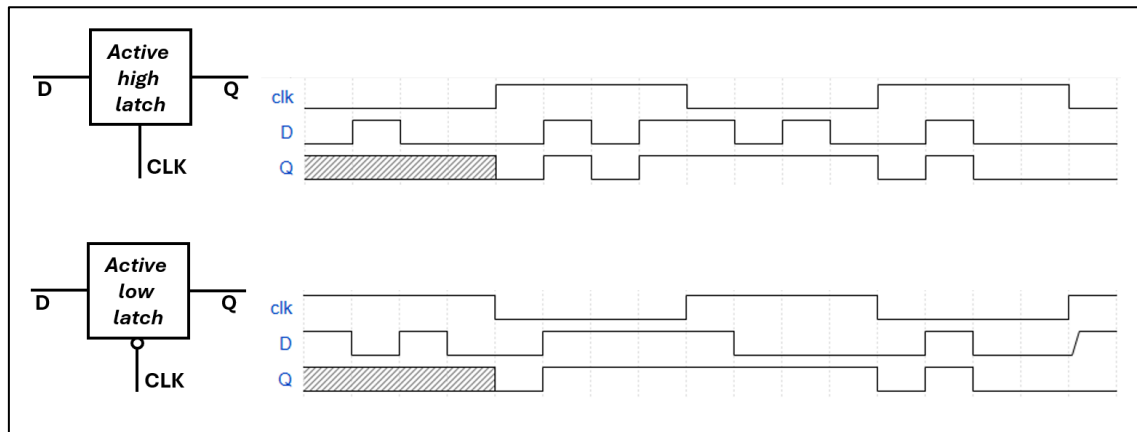 Active
high
latch
D
Q
CLK
clk
D
Q
Active
low
latch
D
Q
CLK
clk
D
Q